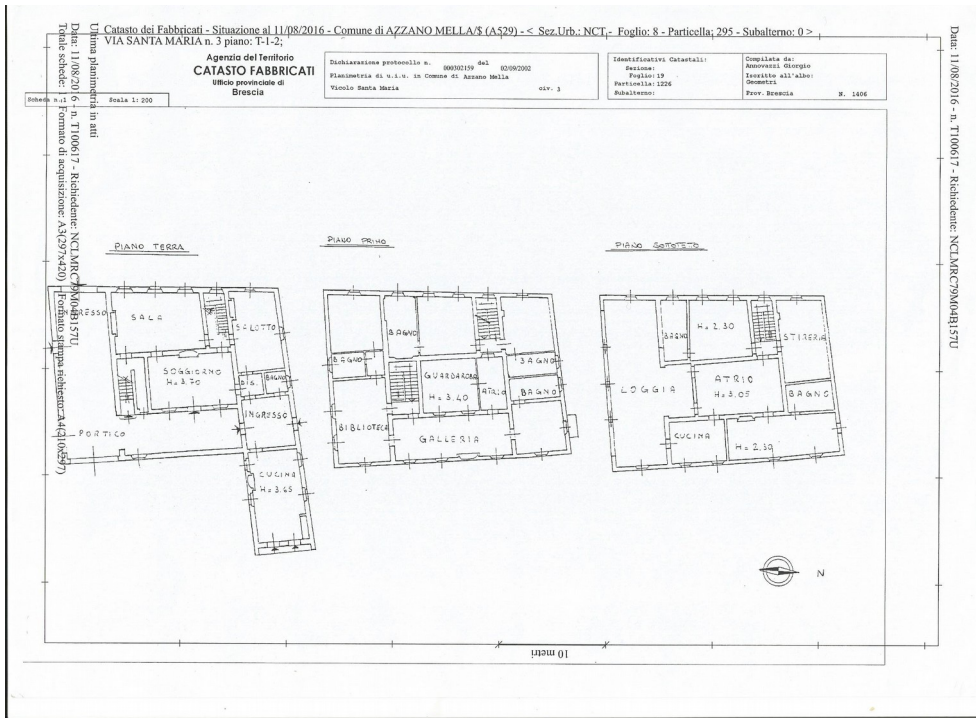 Catasto dei Fabbricati - Situazione al 11/08/2016 - Comune di AZZANO MELLA/$ (A529) - < Sez.Urb.: NCT - Foglio: 8 - Particella: 295 - Subalterno: 0 >
VIA SANTA MARIA n. 3 piano: T-1-2;
Agenzia del Territorio
CATASTO FABBRICATI
Ufficio provinciale di
Brescia
Dichiarazione protocollo n. 000302159 del 02/09/2002
Planimetria di u.i.u. in Comune di Azzano Mella
Vicolo Santa Maria civ. 3
Identificativi Catastali:
Sezione:
Foglio: 19
Particella: 1226
Subalterno:
Compilata da:
Annovazzi Giorgio
Iscritto all'albo:
Geometri
Prov. Brescia N. 1406
Scheda n. 1 Scala 1: 200
Ultima planimetria in atti
Data: 11/08/2016 - n. T100617 - Richiedente: NCLMRC79M04B157U
Totale schede: 1 - Formato di acquisizione: A3(297x420) - Formato stampa richiesto: A4(210x297)
PIANO TERRA
INGRESSO
SALA
SALOTTO
SOGGIORNO
H=3.70
DIS.
BAGNO
INGRESSO
PORTICO
CUCINA
H=3.65
PIANO PRIMO
BAGNO
BAGNO
GUARDAROBA
H=3.40
ATRIO
BAGNO
BAGNO
BIBLIOTECA
GALLERIA
PIANO SOTTOTETO
BAGNO
H=2.30
STIRERIA
LOGGIA
ATRIO
H=3.05
BAGNO
CUCINA
H=2.30
N
10 metri
Data: 11/08/2016 - n. T100617 - Richiedente: NCLMRC79M04B157U